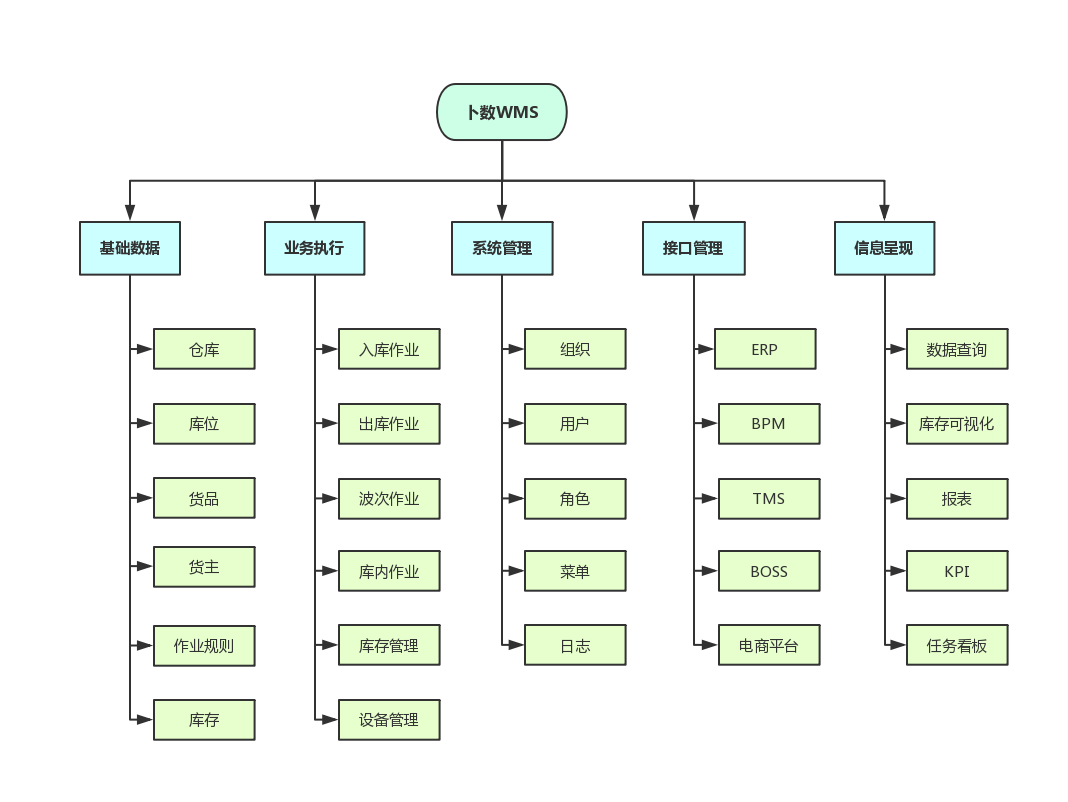 卜数WMS
基础数据
业务执行
系统管理
接口管理
信息呈现
仓库
入库作业
组织
ERP
数据查询
库位
出库作业
用户
BPM
库存可视化
货品
波次作业
角色
TMS
报表
货主
库内作业
菜单
BOSS
KPI
作业规则
库存管理
日志
电商平台
任务看板
库存
设备管理